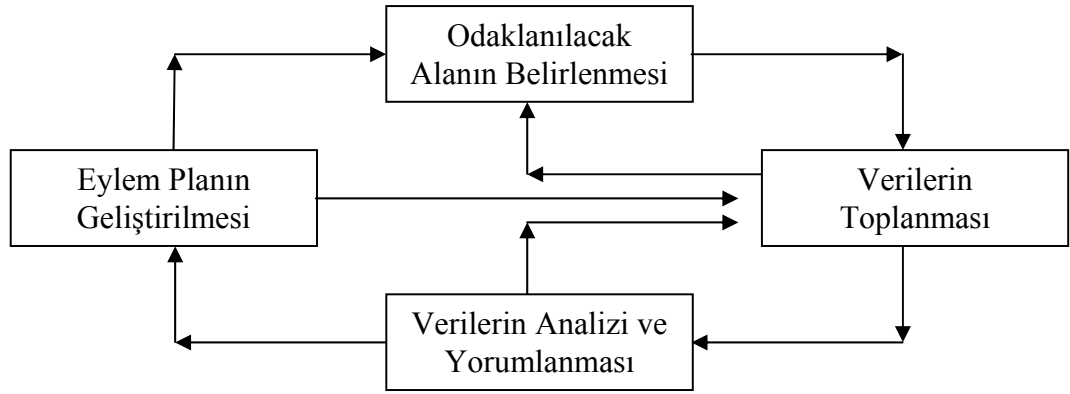 Odaklanılacak
Alanın Belirlenmesi
Eylem Planın
Geliştirilmesi
Verilerin
Toplanması
Verilerin Analizi ve
Yorumlanması